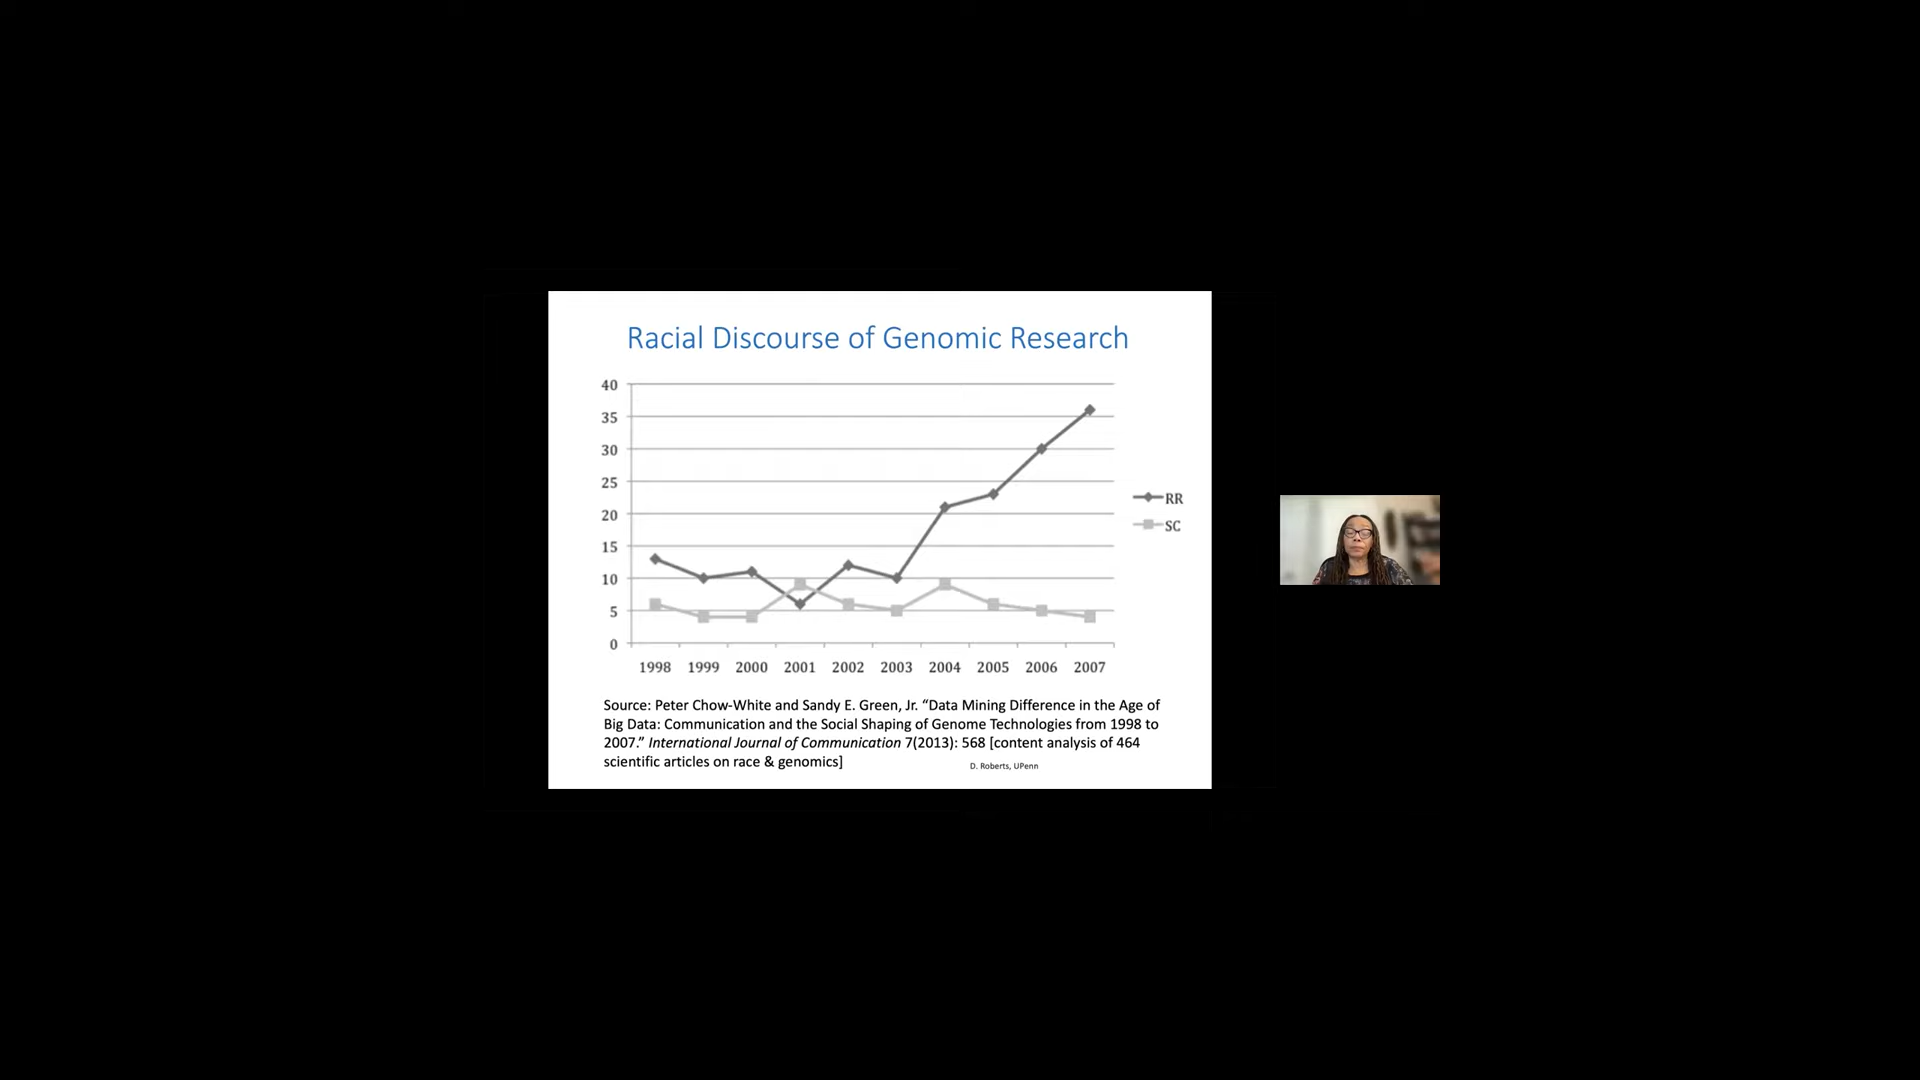 Racial Discourse of Genomic Research
40
35
30
25
20
15
10
5
0
RR
SC
1998 1999 2000 2001 2002 2003 2004 2005 2006 2007
Source: Peter Chow-White and Sandy E. Green, Jr. “Data Mining Difference in the Age of
Big Data: Communication and the Social Shaping of Genome Technologies from 1998 to
2007.” International Journal of Communication 7(2013): 568 [content analysis of 464
scientific articles on race & genomics]
D. Roberts, UPenn